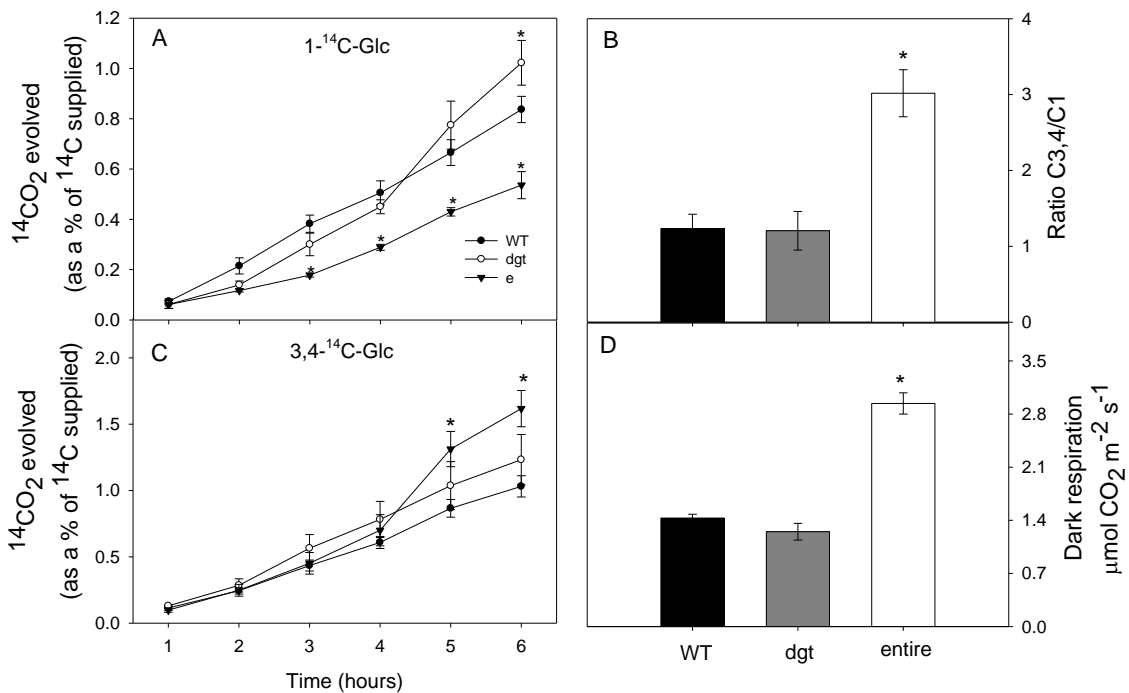 A
1-¹⁴C-Glc
¹⁴CO₂ evolved
(as a % of ¹⁴C supplied)
1.2
1.0
0.8
0.6
0.4
0.2
0.0
*
*
*
*
*
WT
dgt
e
B
*
4
3
2
1
0
Ratio C3,4/C1
C
3,4-¹⁴C-Glc
¹⁴CO₂ evolved
(as a % of ¹⁴C supplied)
2.0
1.5
1.0
0.5
0.0
*
*
1 2 3 4 5 6
Time (hours)
D
*
3.5
2.8
2.1
1.4
0.7
0.0
Dark respiration
μmol CO₂ m⁻² s⁻¹
WT dgt entire